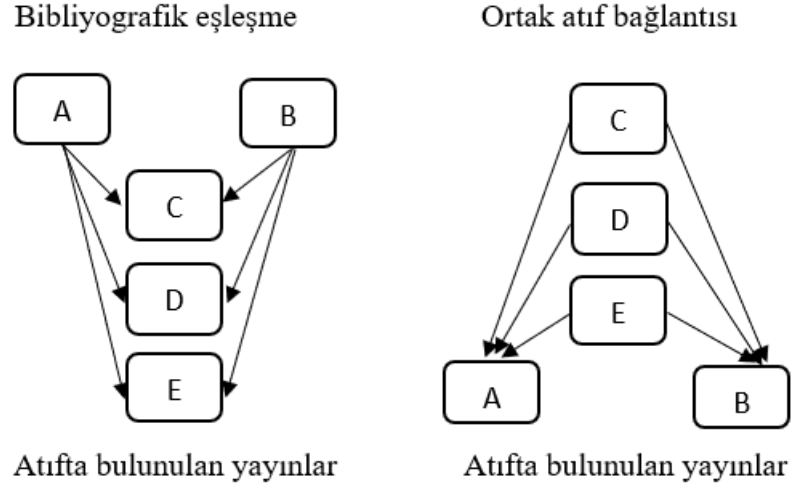 Bibliyografik eşleşme
A
B
C
D
E
Atıfta bulunulan yayınlar
Ortak atıf bağlantısı
C
D
E
A
B
Atıfta bulunulan yayınlar